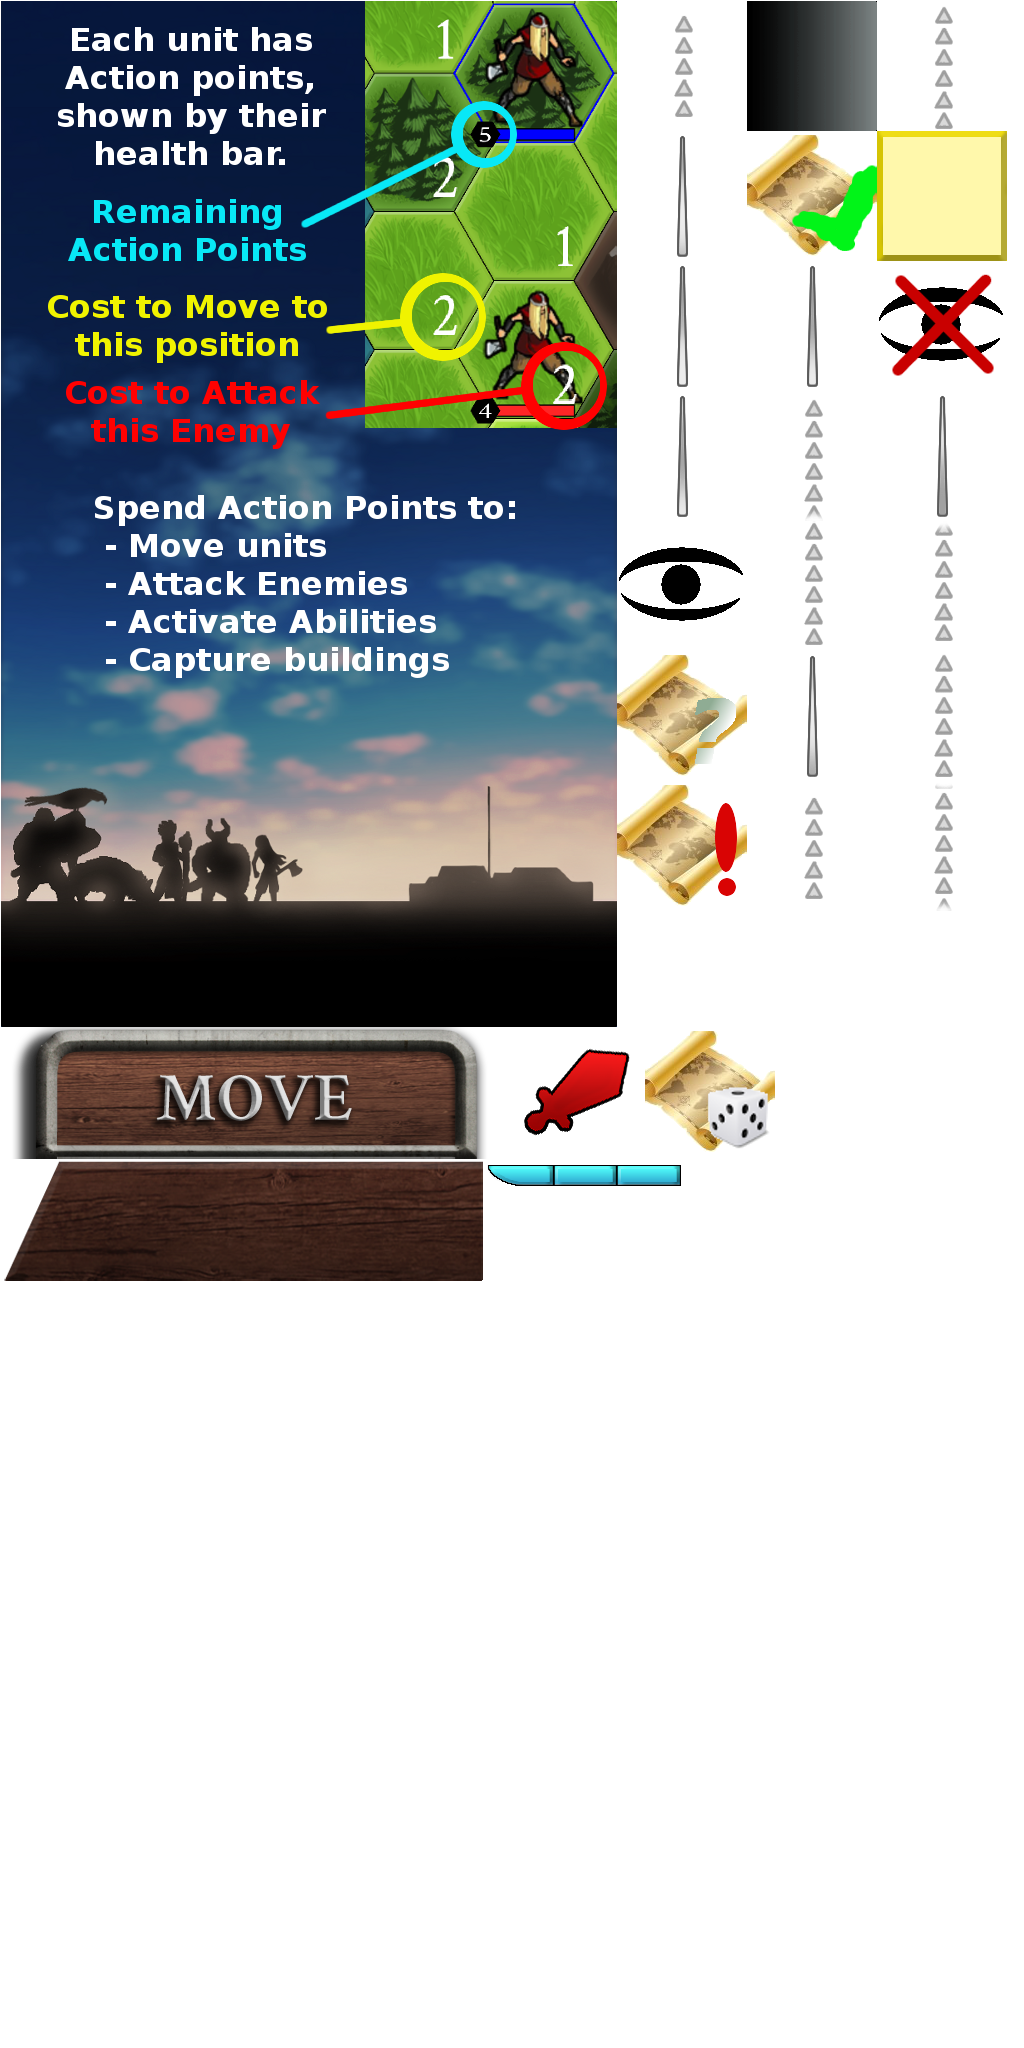 Each unit has
Action points,
shown by their
health bar.
Remaining
Action Points
Cost to Move to
this position
Cost to Attack
this Enemy
1
5
2
1
2
2
4
Spend Action Points to:
- Move units
- Attack Enemies
- Activate Abilities
- Capture buildings
?
!
MOVE